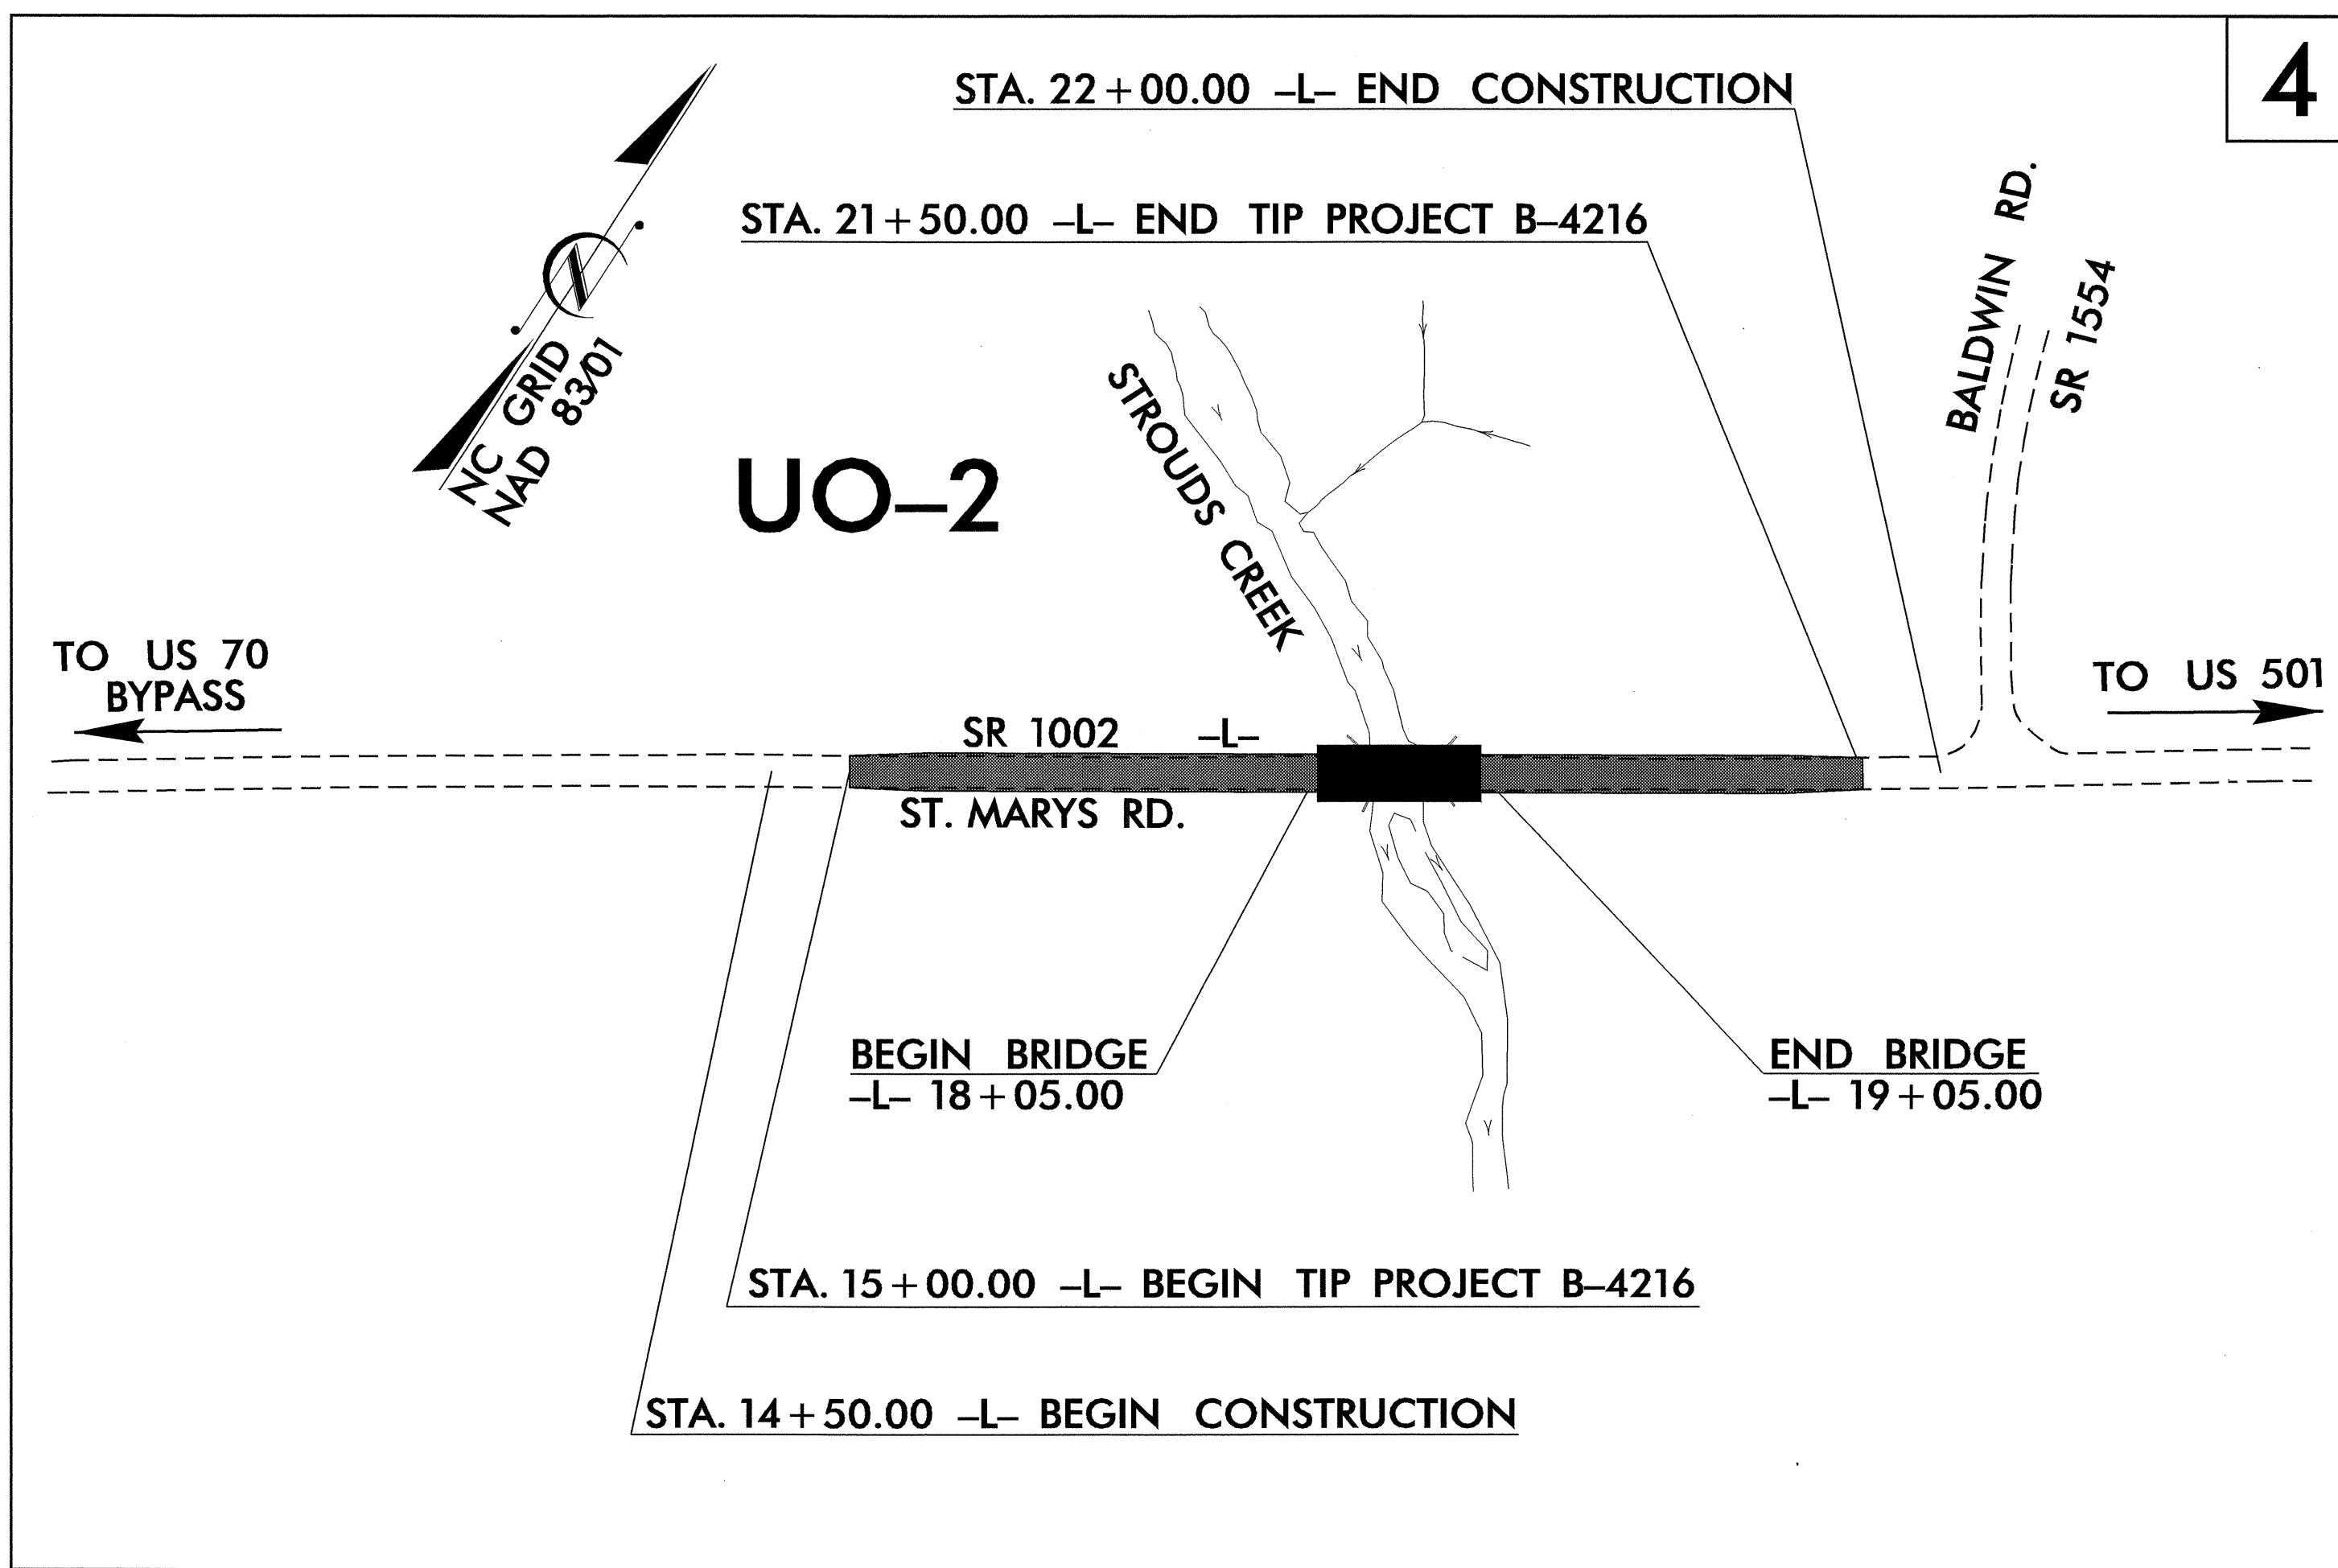 4
STA. 22+00.00 –L– END CONSTRUCTION
STA. 21+50.00 –L– END TIP PROJECT B–4216
BALDWIN RD.
SR 1554
NC GRID
NAD 83/01
UO–2
STROUDS CREEK
TO US 70
BYPASS
TO US 501
SR 1002 –L–
ST. MARYS RD.
BEGIN BRIDGE
–L– 18+05.00
END BRIDGE
–L– 19+05.00
STA. 15+00.00 –L– BEGIN TIP PROJECT B–4216
STA. 14+50.00 –L– BEGIN CONSTRUCTION